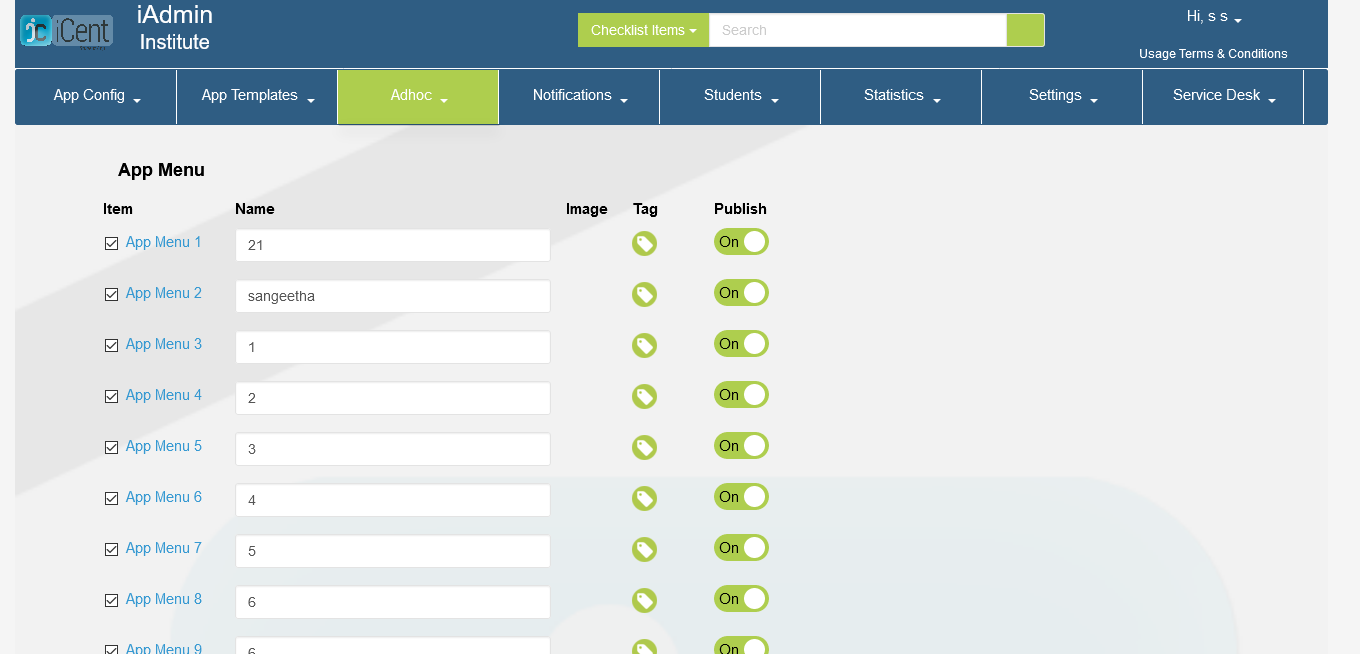 iCent
iAdmin
Institute
Checklist Items
Search
Hi, s s
Usage Terms & Conditions
App Config
App Templates
Adhoc
Notifications
Students
Statistics
Settings
Service Desk
App Menu
Item Name Image Tag Publish
App Menu 1 21 On
App Menu 2 sangeetha On
App Menu 3 1 On
App Menu 4 2 On
App Menu 5 3 On
App Menu 6 4 On
App Menu 7 5 On
App Menu 8 6 On
App Menu 9 6 On